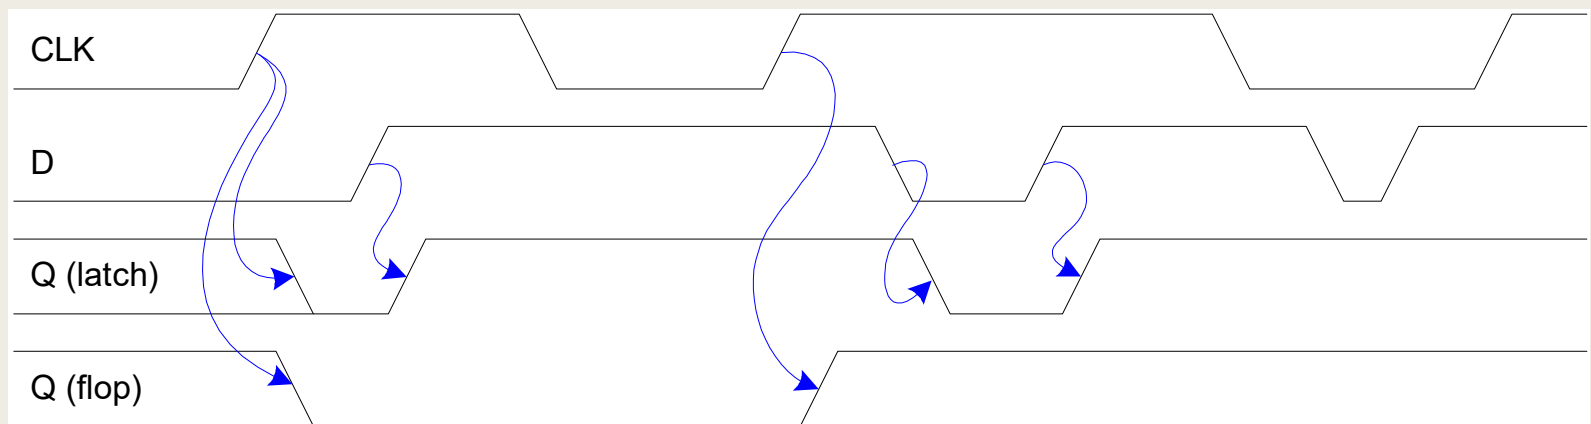 CLK
D
Q (latch)
Q (flop)